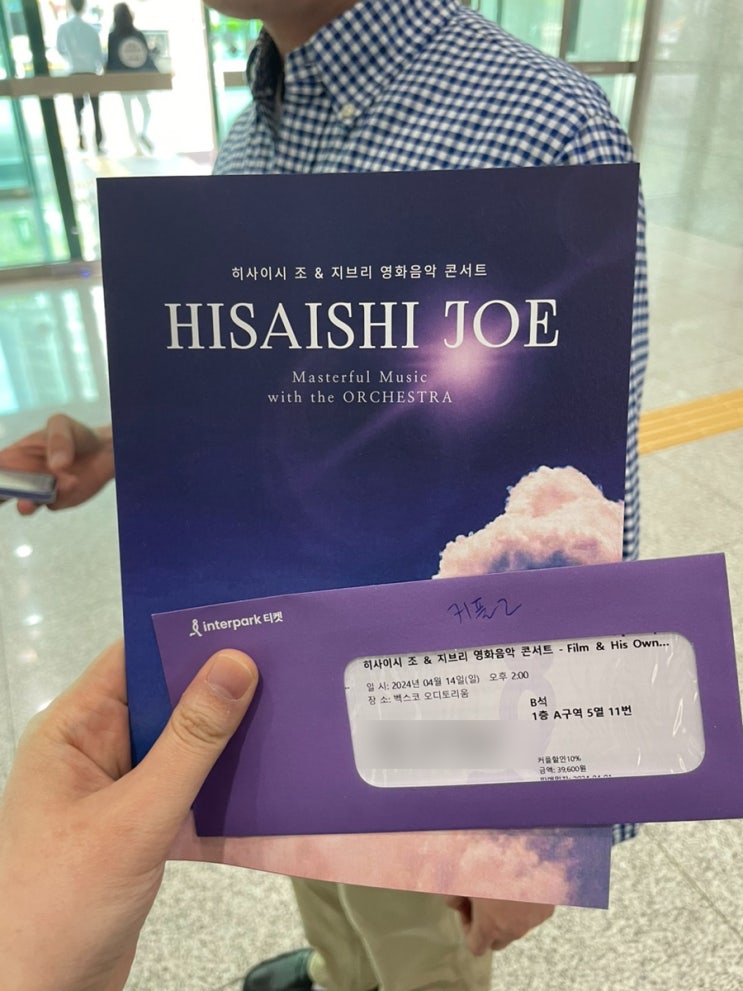 히사이시 조 & 지브리 영화음악 콘서트
HISAISHI JOE
Masterful Music
with the ORCHESTRA
interpark 티켓
커플2
히사이시 조 & 지브리 영화음악 콘서트 - Film & His Own...
일 시: 2024년 04월 14일(일) 오후 2:00
장 소: 벡스코 오디토리움
B석
1층 A구역 5열 11번
커플할인10%
금액: 39,600원